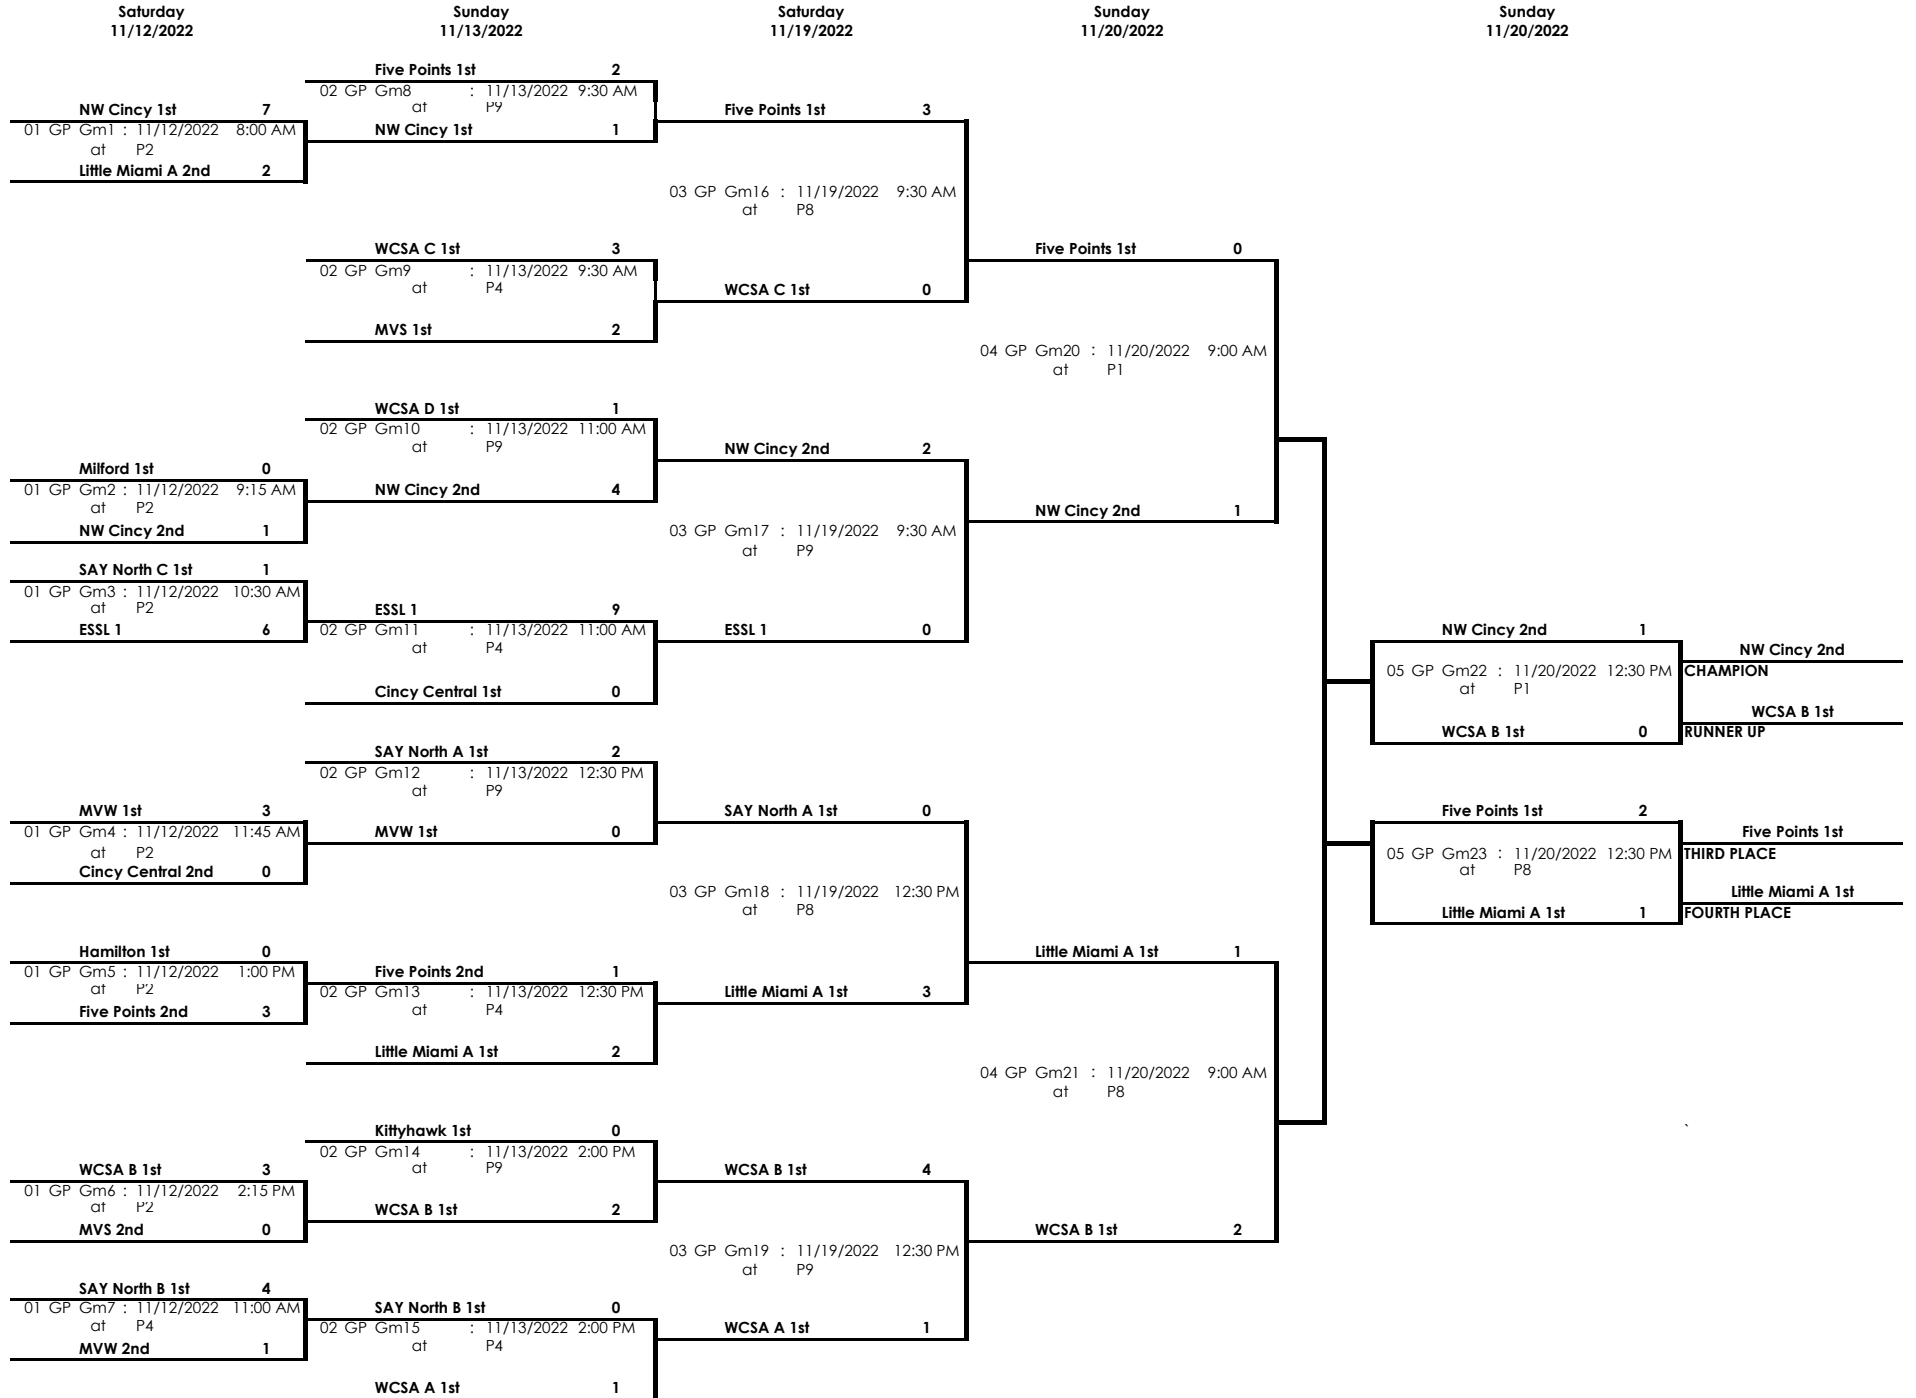 Saturday
11/12/2022
Sunday
11/13/2022
Saturday
11/19/2022
Sunday
11/20/2022
Sunday
11/20/2022
NW Cincy 1st 7
01 GP Gm1 : 11/12/2022 8:00 AM
at P2
Little Miami A 2nd 2
Milford 1st 0
01 GP Gm2 : 11/12/2022 9:15 AM
at P2
NW Cincy 2nd 1
SAY North C 1st 1
01 GP Gm3 : 11/12/2022 10:30 AM
at P2
ESSL 1 6
MVW 1st 3
01 GP Gm4 : 11/12/2022 11:45 AM
at P2
Cincy Central 2nd 0
Hamilton 1st 0
01 GP Gm5 : 11/12/2022 1:00 PM
at P2
Five Points 2nd 3
WCSA B 1st 3
01 GP Gm6 : 11/12/2022 2:15 PM
at P2
MVS 2nd 0
SAY North B 1st 4
01 GP Gm7 : 11/12/2022 11:00 AM
at P4
MVW 2nd 1
Five Points 1st 2
02 GP Gm8 : 11/13/2022 9:30 AM
at P9
NW Cincy 1st 1
WCSA C 1st 3
02 GP Gm9 : 11/13/2022 9:30 AM
at P4
MVS 1st 2
WCSA D 1st 1
02 GP Gm10 : 11/13/2022 11:00 AM
at P9
NW Cincy 2nd 4
ESSL 1 9
02 GP Gm11 : 11/13/2022 11:00 AM
at P4
Cincy Central 1st 0
SAY North A 1st 2
02 GP Gm12 : 11/13/2022 12:30 PM
at P9
MVW 1st 0
Five Points 2nd 1
02 GP Gm13 : 11/13/2022 12:30 PM
at P4
Little Miami A 1st 2
Kittyhawk 1st 0
02 GP Gm14 : 11/13/2022 2:00 PM
at P9
WCSA B 1st 2
SAY North B 1st 0
02 GP Gm15 : 11/13/2022 2:00 PM
at P4
WCSA A 1st 1
Five Points 1st 3
03 GP Gm16 : 11/19/2022 9:30 AM
at P8
WCSA C 1st 0
NW Cincy 2nd 2
03 GP Gm17 : 11/19/2022 9:30 AM
at P9
ESSL 1 0
SAY North A 1st 0
03 GP Gm18 : 11/19/2022 12:30 PM
at P8
Little Miami A 1st 3
WCSA B 1st 4
03 GP Gm19 : 11/19/2022 12:30 PM
at P9
WCSA A 1st 1
Five Points 1st 0
04 GP Gm20 : 11/20/2022 9:00 AM
at P1
NW Cincy 2nd 1
Little Miami A 1st 1
04 GP Gm21 : 11/20/2022 9:00 AM
at P8
WCSA B 1st 2
NW Cincy 2nd 1
05 GP Gm22 : 11/20/2022 12:30 PM
at P1
WCSA B 1st 0
NW Cincy 2nd
CHAMPION
WCSA B 1st
RUNNER UP
Five Points 1st 2
05 GP Gm23 : 11/20/2022 12:30 PM
at P8
Little Miami A 1st 1
Five Points 1st
THIRD PLACE
Little Miami A 1st
FOURTH PLACE
`